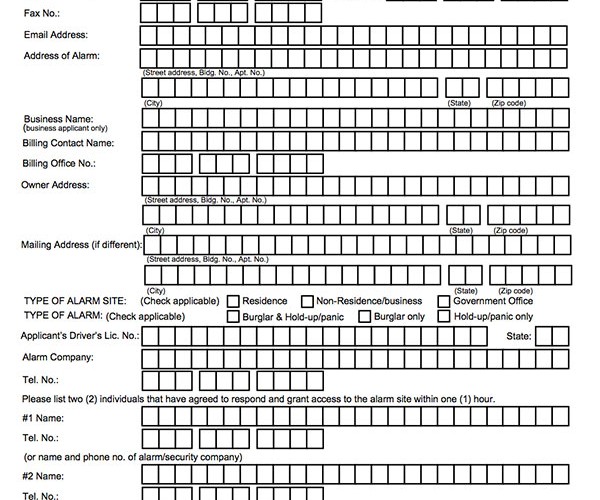 Fax No.:
Email Address:
Address of Alarm:
(Street address, Bldg. No., Apt. No.)
(City) (State) (Zip code)
Business Name:
(business applicant only)
Billing Contact Name:
Billing Office No.:
Owner Address:
(Street address, Bldg. No., Apt. No.)
(City) (State) (Zip code)
Mailing Address (if different):
(Street address, Bldg. No., Apt. No.)
(City) (State) (Zip code)
TYPE OF ALARM SITE: (Check applicable) Residence Non-Residence/business Government Office
TYPE OF ALARM: (Check applicable) Burglar & Hold-up/panic Burglar only Hold-up/panic only
Applicant's Driver's Lic. No.: State:
Alarm Company:
Tel. No.:
Please list two (2) individuals that have agreed to respond and grant access to the alarm site within one (1) hour.
#1 Name:
Tel. No.:
(or name and phone no. of alarm/security company)
#2 Name:
Tel. No.: